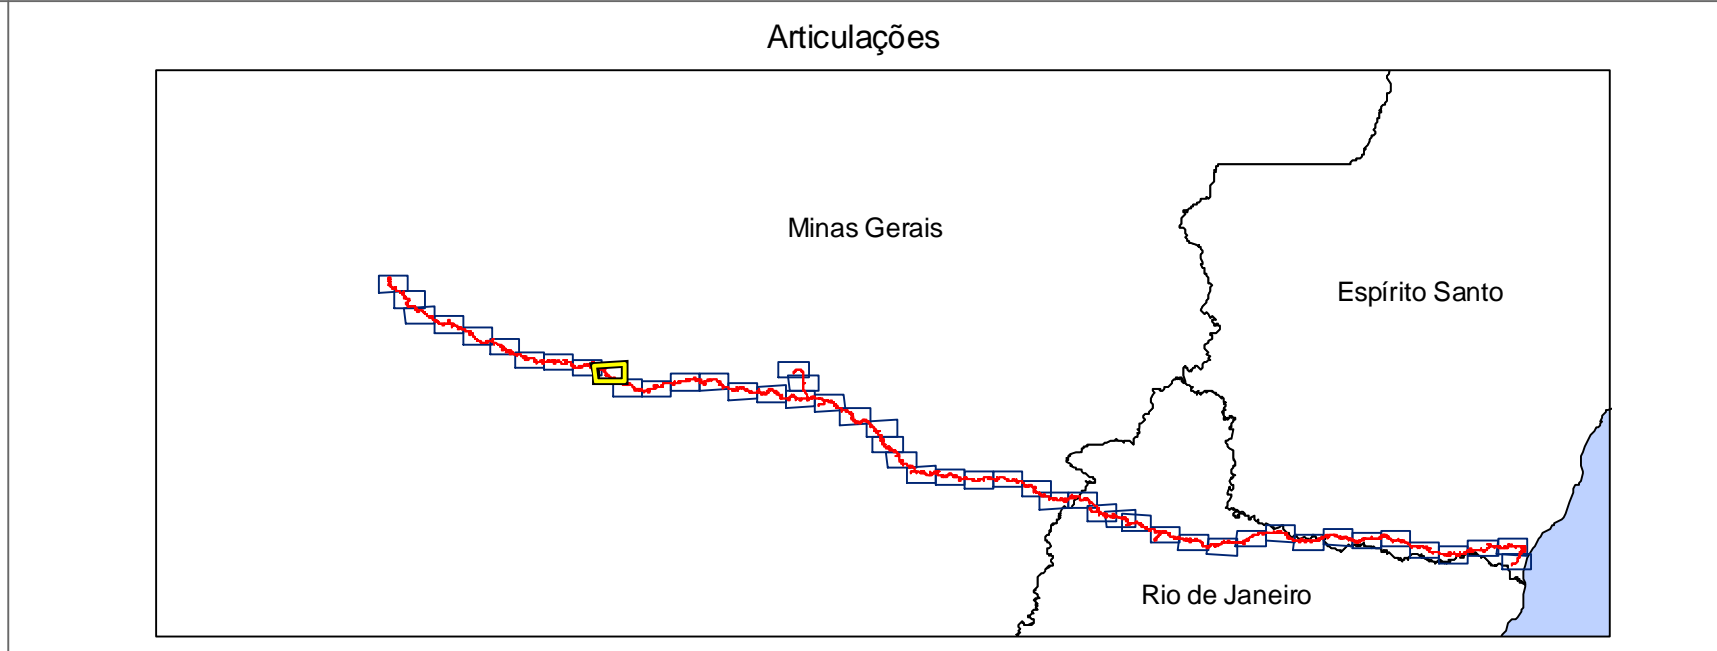 Articulações
Minas Gerais
Espírito Santo
Rio de Janeiro